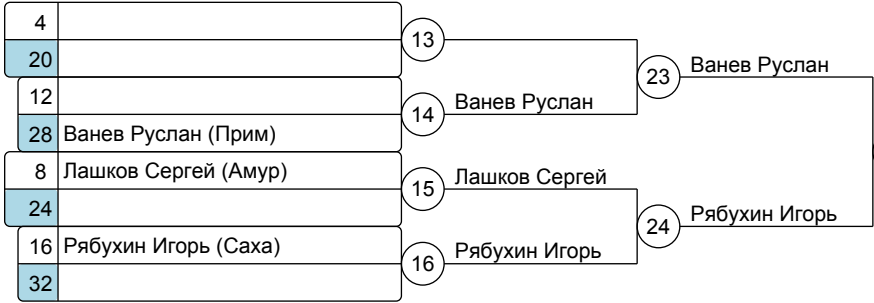 4
13
20
Ванев Руслан
23
12
Ванев Руслан
14
28 Ванев Руслан (Прим)
8 Лашков Сергей (Амур)
Лашков Сергей
15
24
Рябухин Игорь
24
16 Рябухин Игорь (Саха)
Рябухин Игорь
16
32